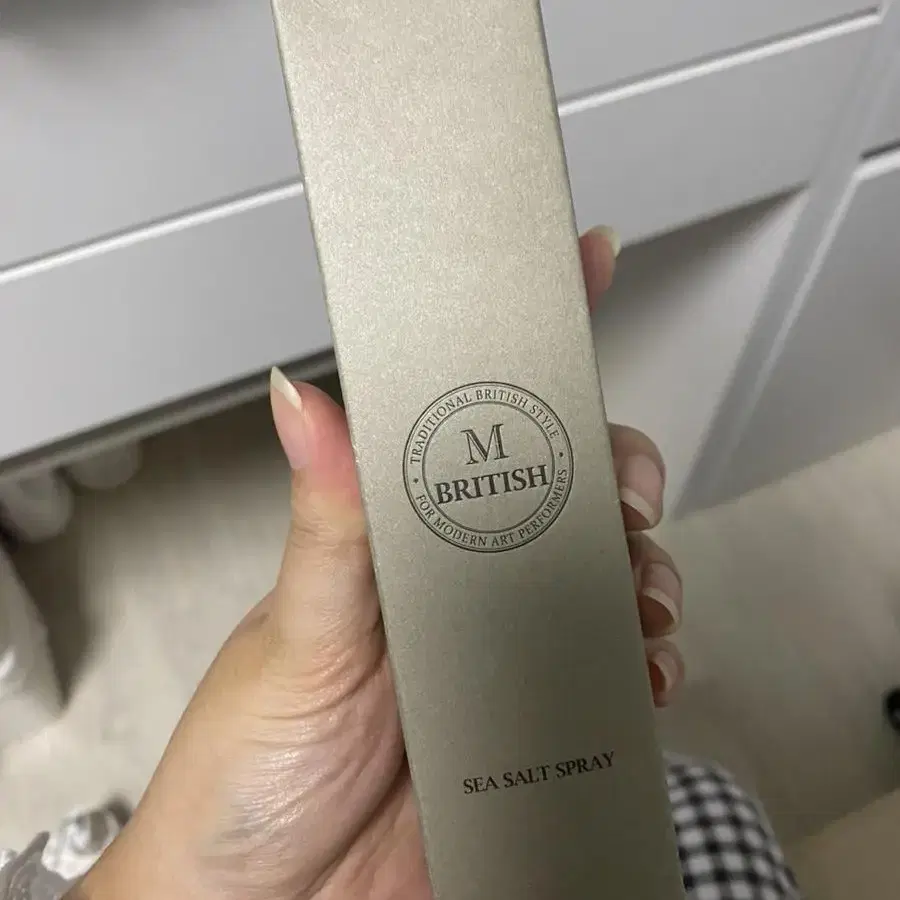 TRADITIONAL BRITISH STYLE
M
BRITISH
• FOR MODERN ART PERFORMERS •
SEA SALT SPRAY